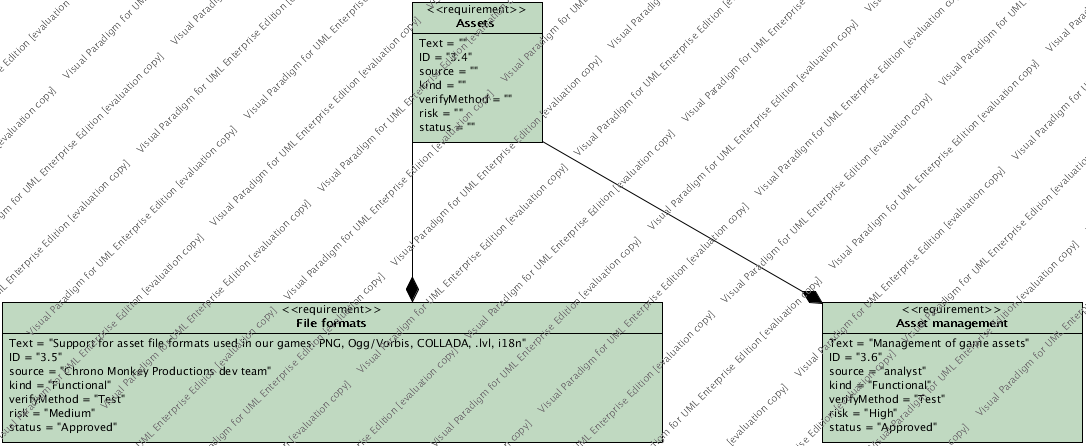 <<requirement>>
Assets
Text = ""
ID = "3.4"
source = ""
kind = ""
verifyMethod = ""
risk = ""
status = ""
<<requirement>>
File formats
Text = "Support for asset file formats used in our games: PNG, Ogg/Vorbis, COLLADA, .lvl, i18n"
ID = "3.5"
source = "Chrono Monkey Productions dev team"
kind = "Functional"
verifyMethod = "Test"
risk = "Medium"
status = "Approved"
<<requirement>>
Asset management
Text = "Management of game assets"
ID = "3.6"
source = "analyst"
kind = "Functional"
verifyMethod = "Test"
risk = "High"
status = "Approved"
Visual Paradigm for UML Enterprise Edition [evaluation copy]